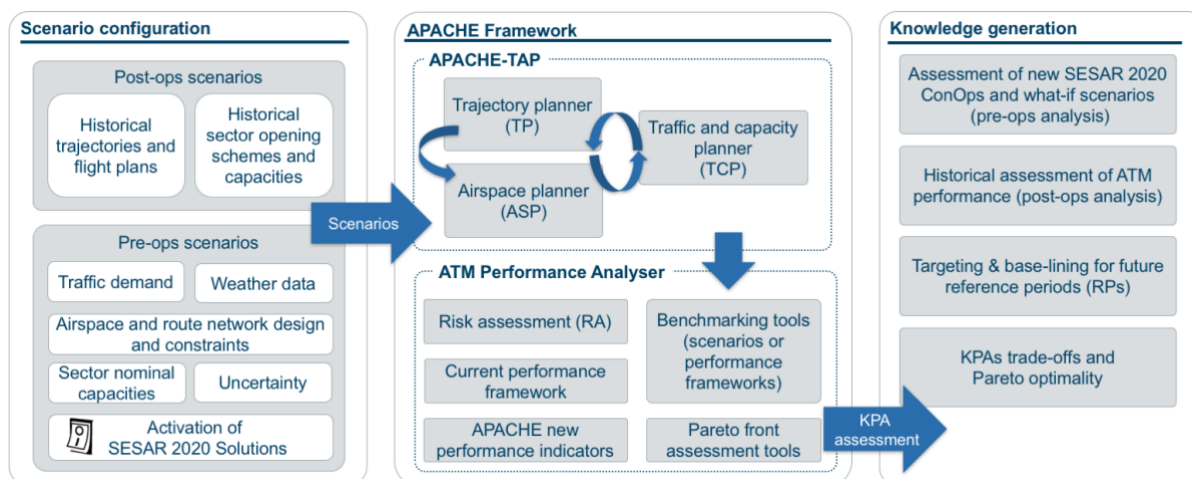 Scenario configuration
Post-ops scenarios
Historical
trajectories and
flight plans
Historical
sector opening
schemes and
capacities
Pre-ops scenarios
Traffic demand
Weather data
Airspace and route network design
and constraints
Sector nominal
capacities
Uncertainty
Activation of
SESAR 2020 Solutions
Scenarios
APACHE Framework
APACHE-TAP
Trajectory planner
(TP)
Traffic and capacity
planner
(TCP)
Airspace planner
(ASP)
ATM Performance Analyser
Risk assessment (RA)
Current performance
framework
APACHE new
performance indicators
Benchmarking tools
(scenarios or
performance
frameworks)
Pareto front
assessment tools
KPA
assessment
Knowledge generation
Assessment of new SESAR 2020
ConOps and what-if scenarios
(pre-ops analysis)
Historical assessment of ATM
performance (post-ops analysis)
Targeting & base-lining for future
reference periods (RPs)
KPAs trade-offs and
Pareto optimality